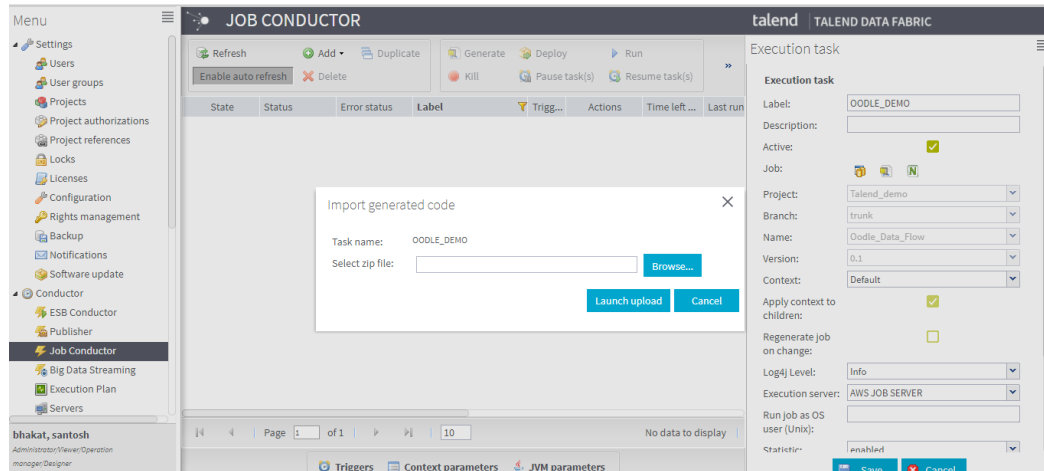 Menu
Settings
Users
User groups
Projects
Project authorizations
Project references
Locks
Licenses
Configuration
Rights management
Backup
Notifications
Software update
Conductor
ESB Conductor
Publisher
Job Conductor
Big Data Streaming
Execution Plan
Servers
bhakat, santosh
Administrator/Viewer/Operation
manager/Designer
JOB CONDUCTOR
talend TALEND DATA FABRIC
Refresh Add Duplicate Generate Deploy Run
Enable auto refresh Delete Kill Pause task(s) Resume task(s) »
State Status Error status Label Trigg... Actions Time left ... Last run
Import generated code
Task name: OODLE_DEMO
Select zip file: Browse...
Launch upload Cancel
Page 1 of 1 10 No data to display
Triggers Context parameters JVM parameters
Execution task
Execution task
Label: OODLE_DEMO
Description:
Active:
Job: N
Project: Talend_demo
Branch: trunk
Name: Oodle_Data_Flow
Version: 0.1
Context: Default
Apply context to
children:
Regenerate job
on change:
Log4j Level: Info
Execution server: AWS JOB SERVER
Run job as OS
user (Unix):
Statistic: enabled
Save Cancel